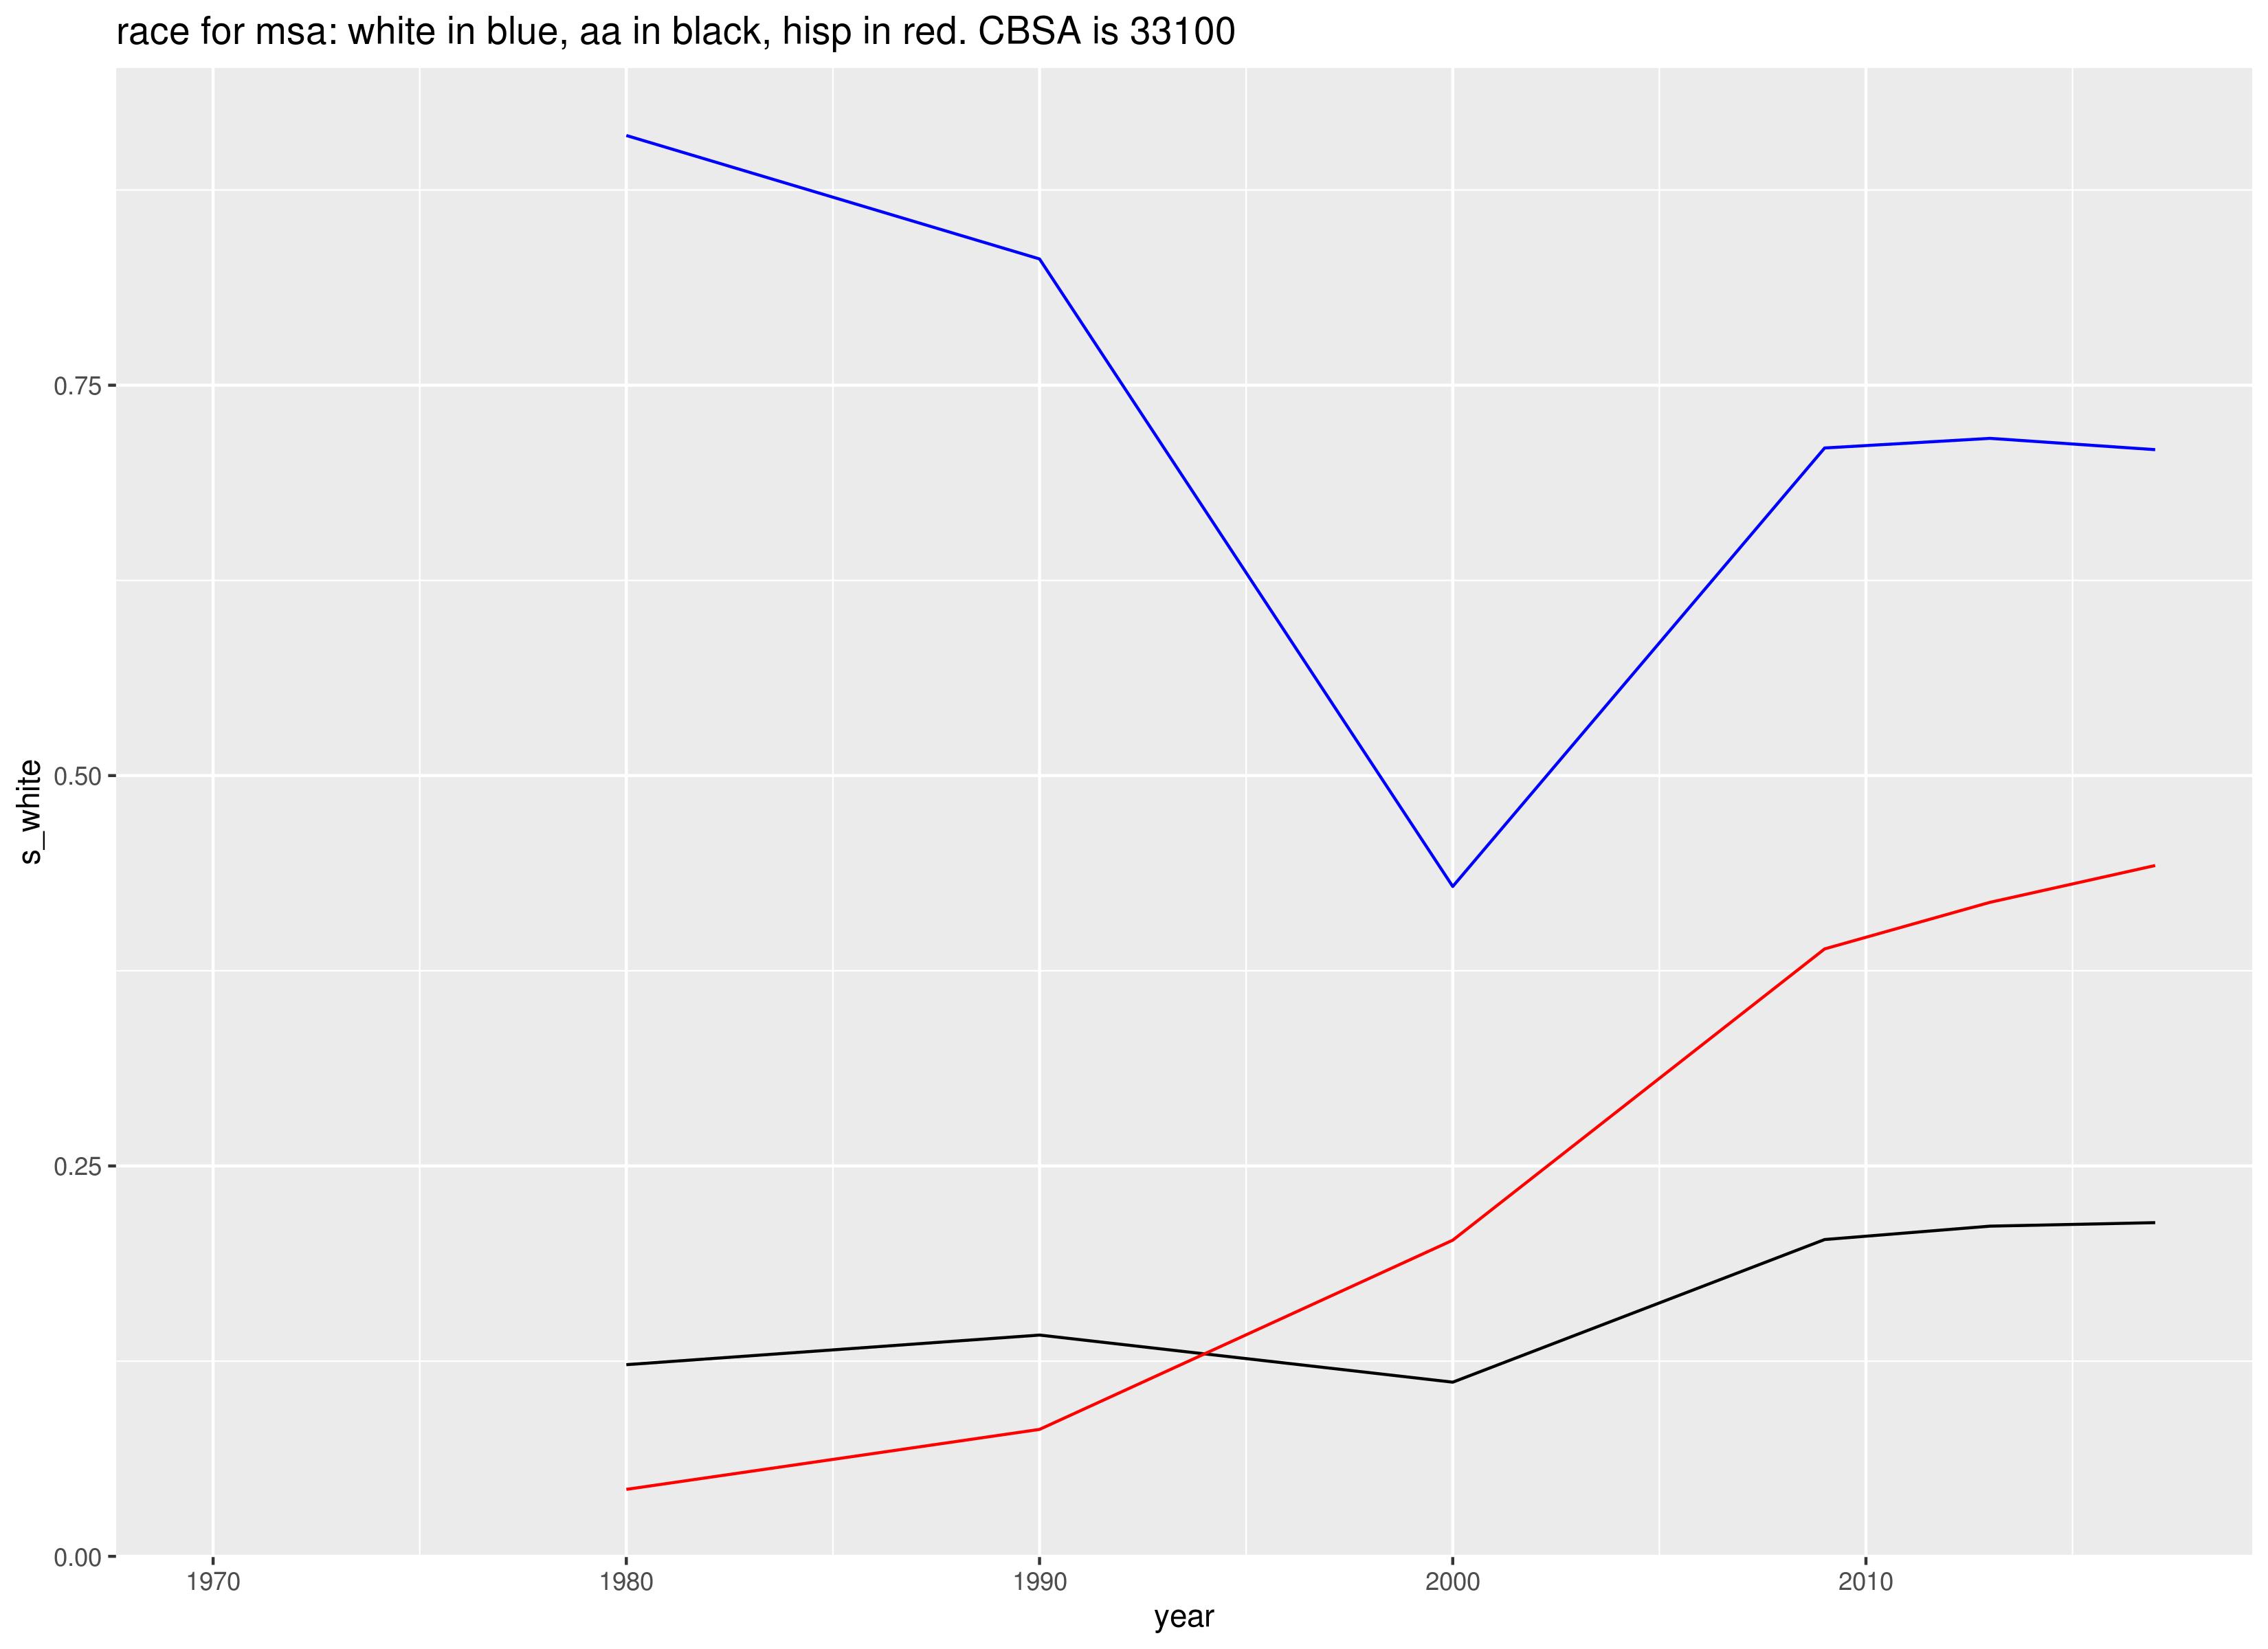 race for msa: white in blue, aa in black, hisp in red. CBSA is 33100
s_white
0.75
0.50
0.25
0.00
1970 1980 1990 2000 2010
year